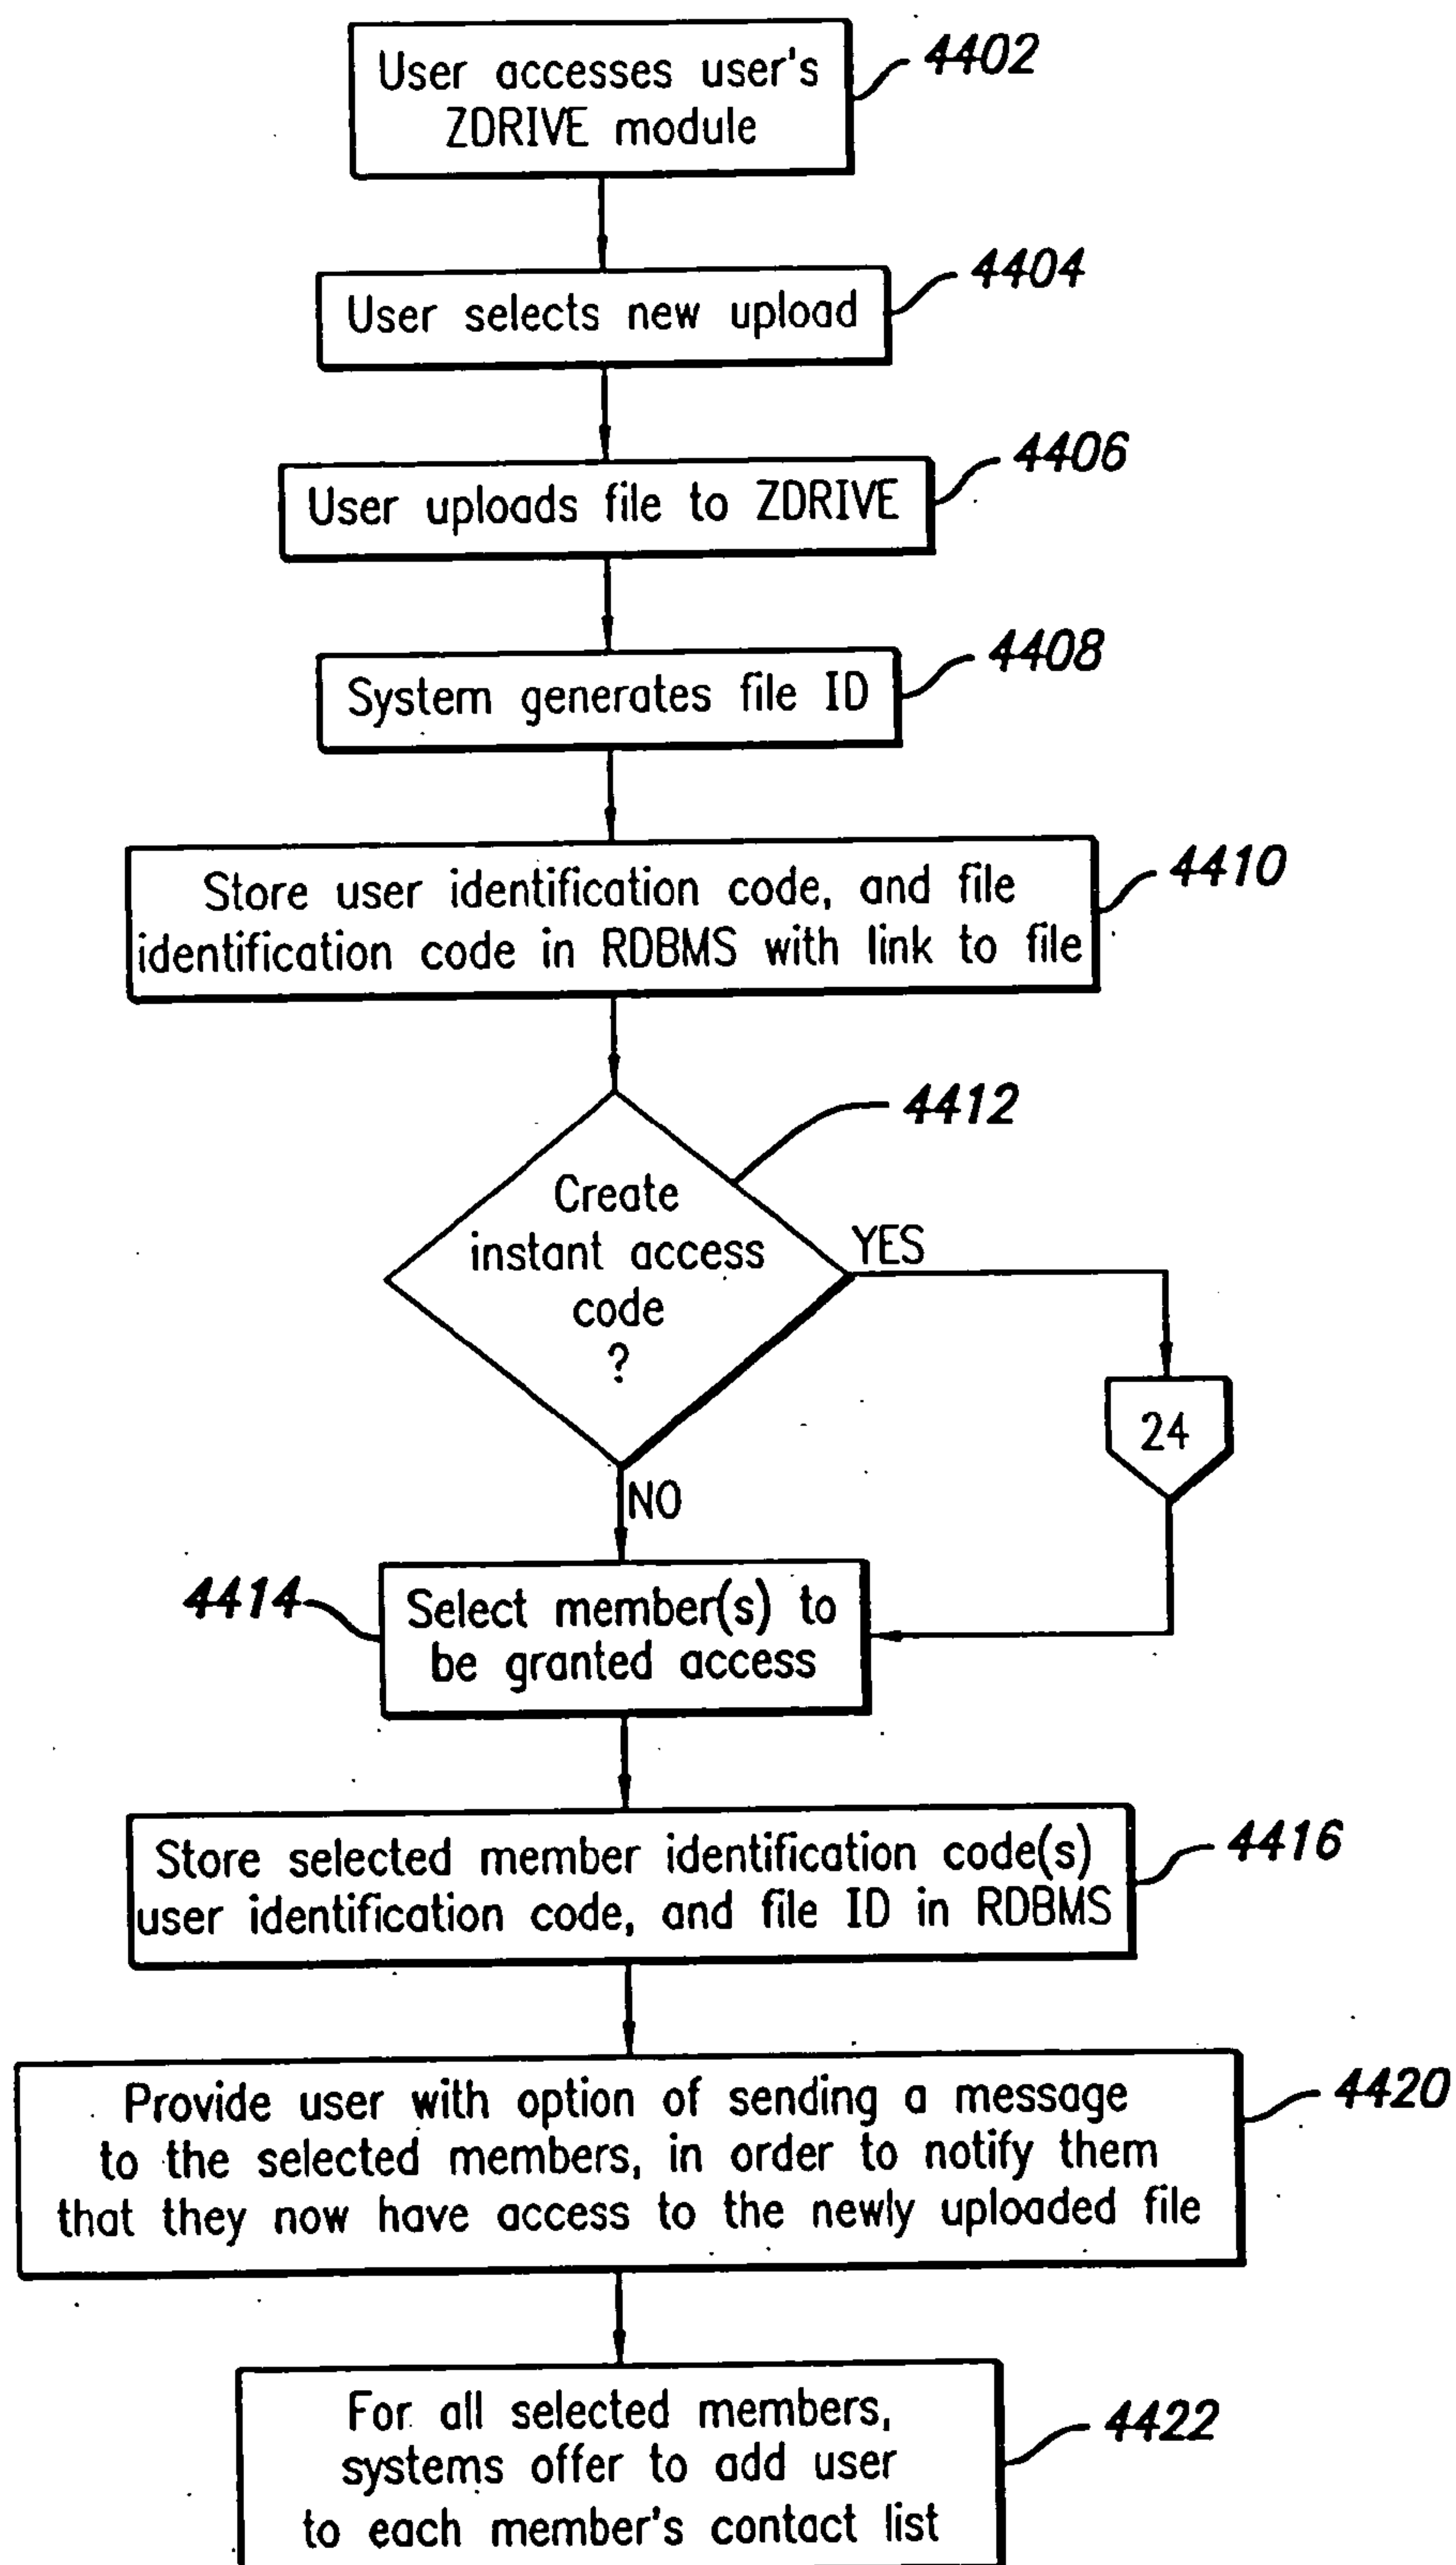 User accesses user's
ZDRIVE module
4402
User selects new upload
4404
User uploads file to ZDRIVE
4406
System generates file ID
4408
Store user identification code, and file
identification code in RDBMS with link to file
4410
Create
instant access
code
?
4412
YES
24
NO
4414
Select member(s) to
be granted access
Store selected member identification code(s)
user identification code, and file ID in RDBMS
4416
Provide user with option of sending a message
to the selected members, in order to notify them
that they now have access to the newly uploaded file
4420
For all selected members,
systems offer to add user
to each member's contact list
4422